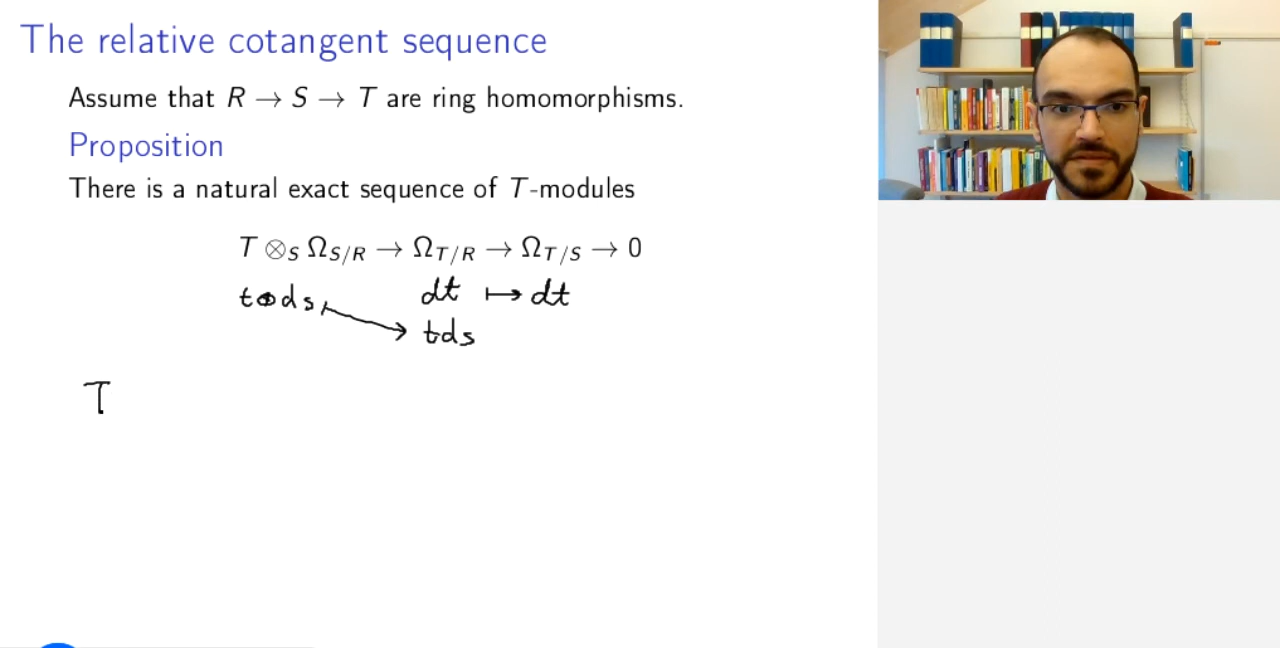 The relative cotangent sequence
Assume that R → S → T are ring homomorphisms.
Proposition
There is a natural exact sequence of T-modules
T ⊗_S Ω_{S/R} → Ω_{T/R} → Ω_{T/S} → 0
t⊗ds ↦ dt ↦ dt
tds
T